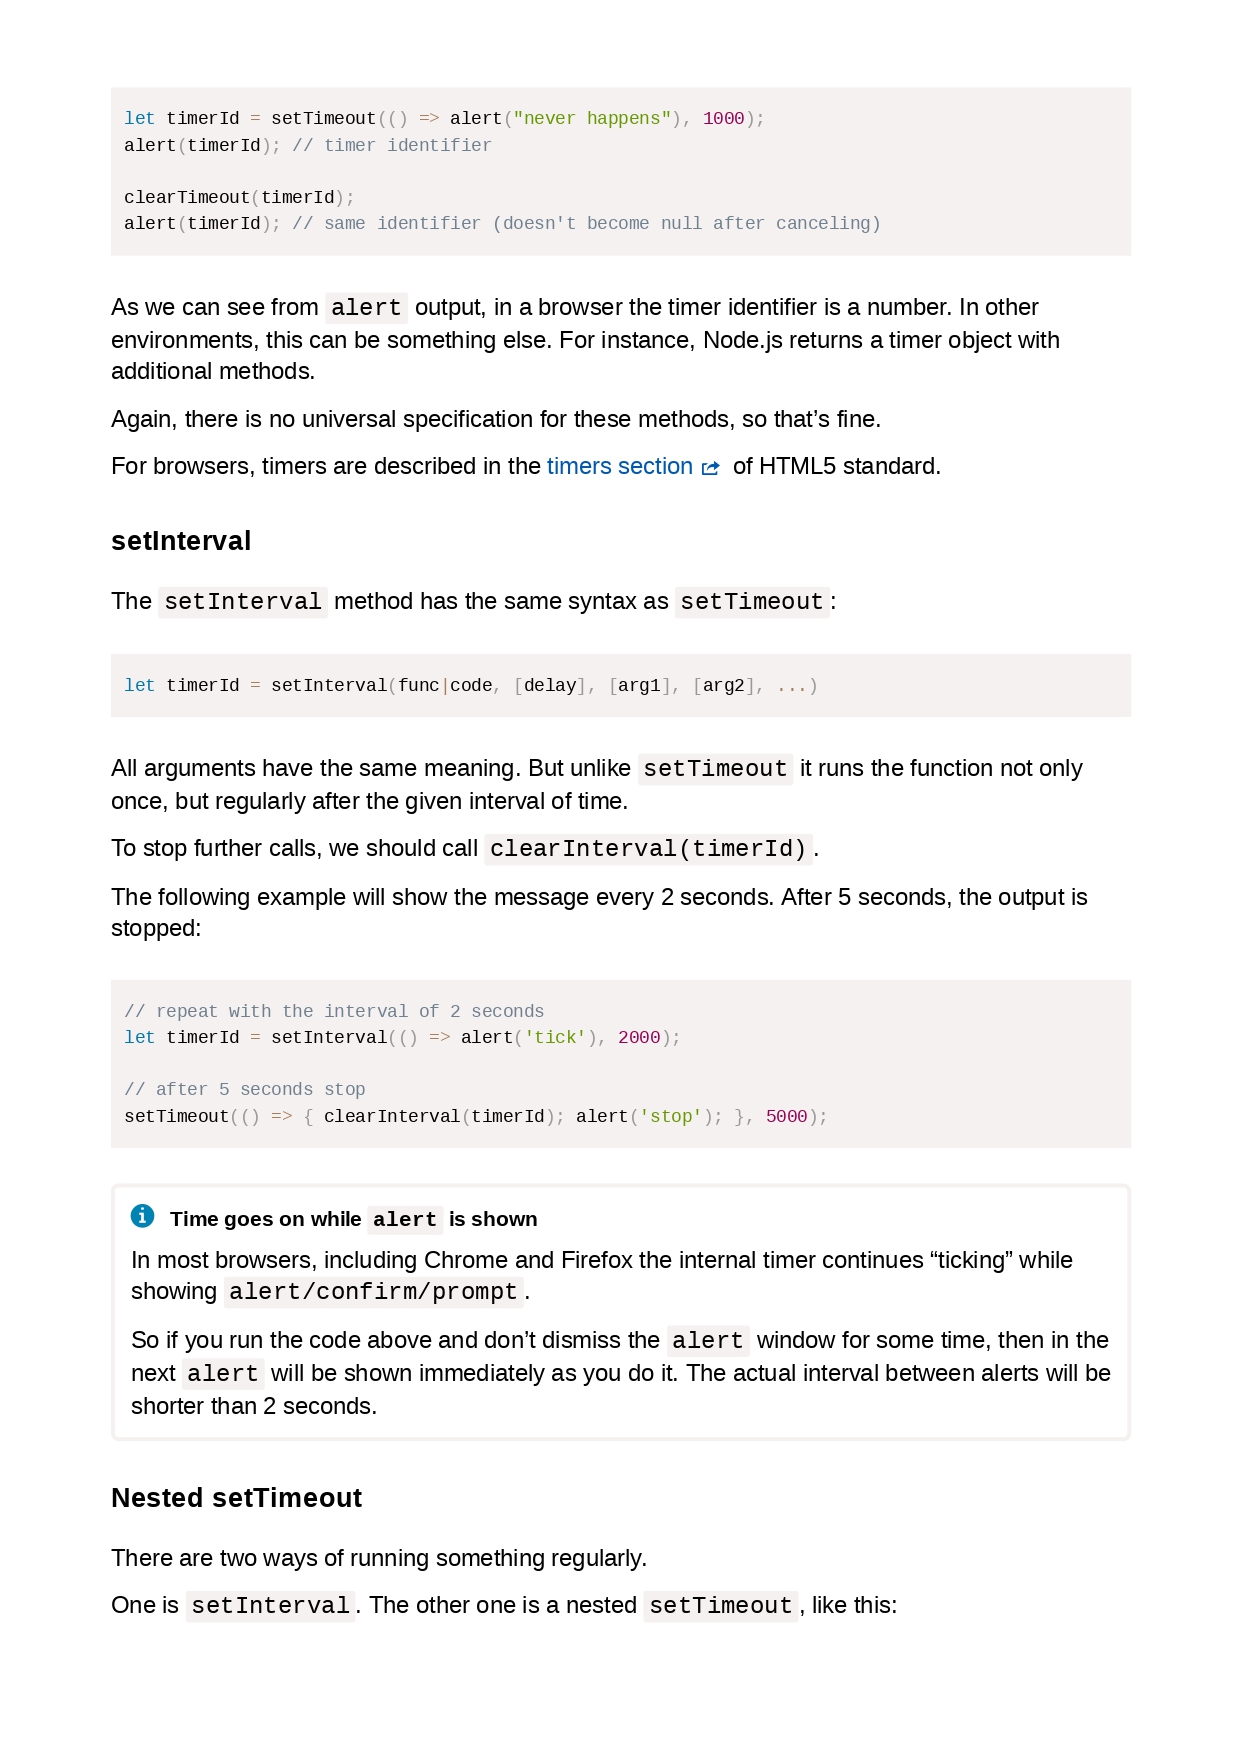 let timerId = setTimeout(() => alert("never happens"), 1000);
alert(timerId); // timer identifier
clearTimeout(timerId);
alert(timerId); // same identifier (doesn't become null after canceling)
As we can see from alert output, in a browser the timer identifier is a number. In other
environments, this can be something else. For instance, Node.js returns a timer object with
additional methods.
Again, there is no universal specification for these methods, so that’s fine.
For browsers, timers are described in the timers section of HTML5 standard.
setInterval
The setInterval method has the same syntax as setTimeout:
let timerId = setInterval(func|code, [delay], [arg1], [arg2], ...)
All arguments have the same meaning. But unlike setTimeout it runs the function not only
once, but regularly after the given interval of time.
To stop further calls, we should call clearInterval(timerId).
The following example will show the message every 2 seconds. After 5 seconds, the output is
stopped:
// repeat with the interval of 2 seconds
let timerId = setInterval(() => alert('tick'), 2000);
// after 5 seconds stop
setTimeout(() => { clearInterval(timerId); alert('stop'); }, 5000);
Time goes on while alert is shown
In most browsers, including Chrome and Firefox the internal timer continues “ticking” while
showing alert/confirm/prompt.
So if you run the code above and don’t dismiss the alert window for some time, then in the
next alert will be shown immediately as you do it. The actual interval between alerts will be
shorter than 2 seconds.
Nested setTimeout
There are two ways of running something regularly.
One is setInterval. The other one is a nested setTimeout, like this: